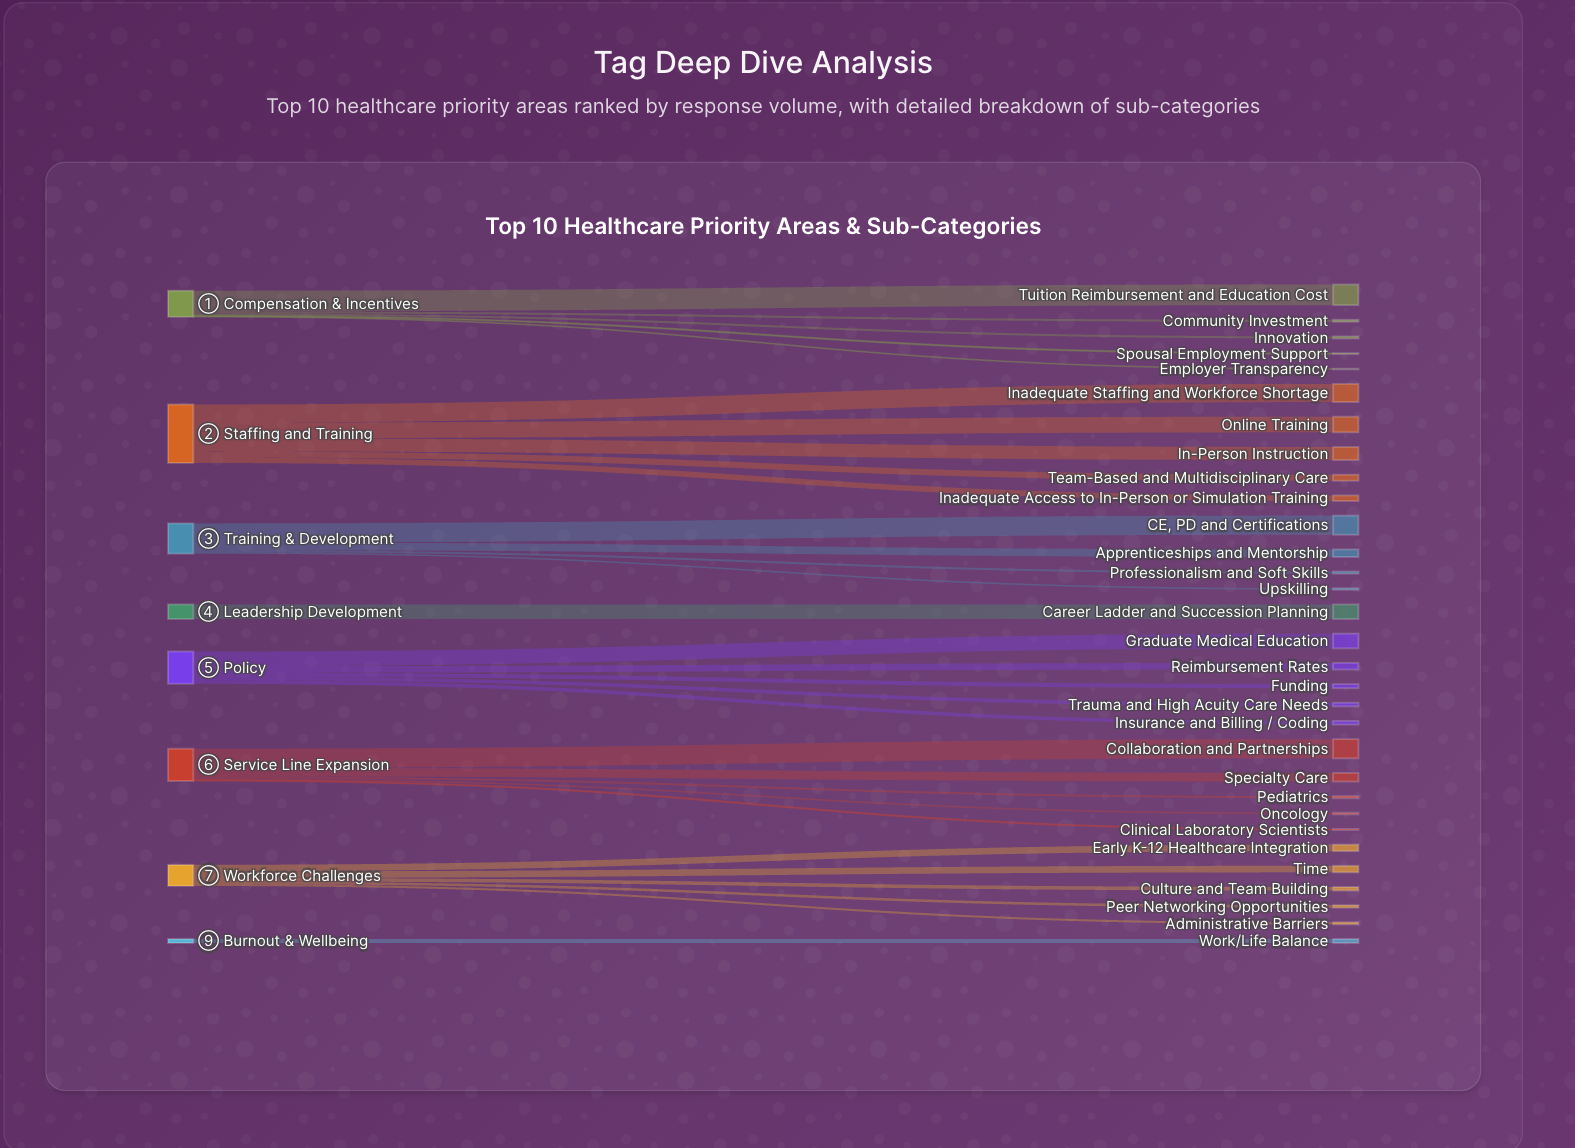 Tag Deep Dive Analysis
Top 10 healthcare priority areas ranked by response volume, with detailed breakdown of sub-categories
Top 10 Healthcare Priority Areas & Sub-Categories
① Compensation & Incentives
Tuition Reimbursement and Education Cost
Community Investment
Innovation
Spousal Employment Support
Employer Transparency
② Staffing and Training
Inadequate Staffing and Workforce Shortage
Online Training
In-Person Instruction
Team-Based and Multidisciplinary Care
Inadequate Access to In-Person or Simulation Training
③ Training & Development
CE, PD and Certifications
Apprenticeships and Mentorship
Professionalism and Soft Skills
Upskilling
④ Leadership Development
Career Ladder and Succession Planning
⑤ Policy
Graduate Medical Education
Reimbursement Rates
Funding
Trauma and High Acuity Care Needs
Insurance and Billing / Coding
⑥ Service Line Expansion
Collaboration and Partnerships
Specialty Care
Pediatrics
Oncology
Clinical Laboratory Scientists
⑦ Workforce Challenges
Early K-12 Healthcare Integration
Time
Culture and Team Building
Peer Networking Opportunities
Administrative Barriers
⑨ Burnout & Wellbeing
Work/Life Balance